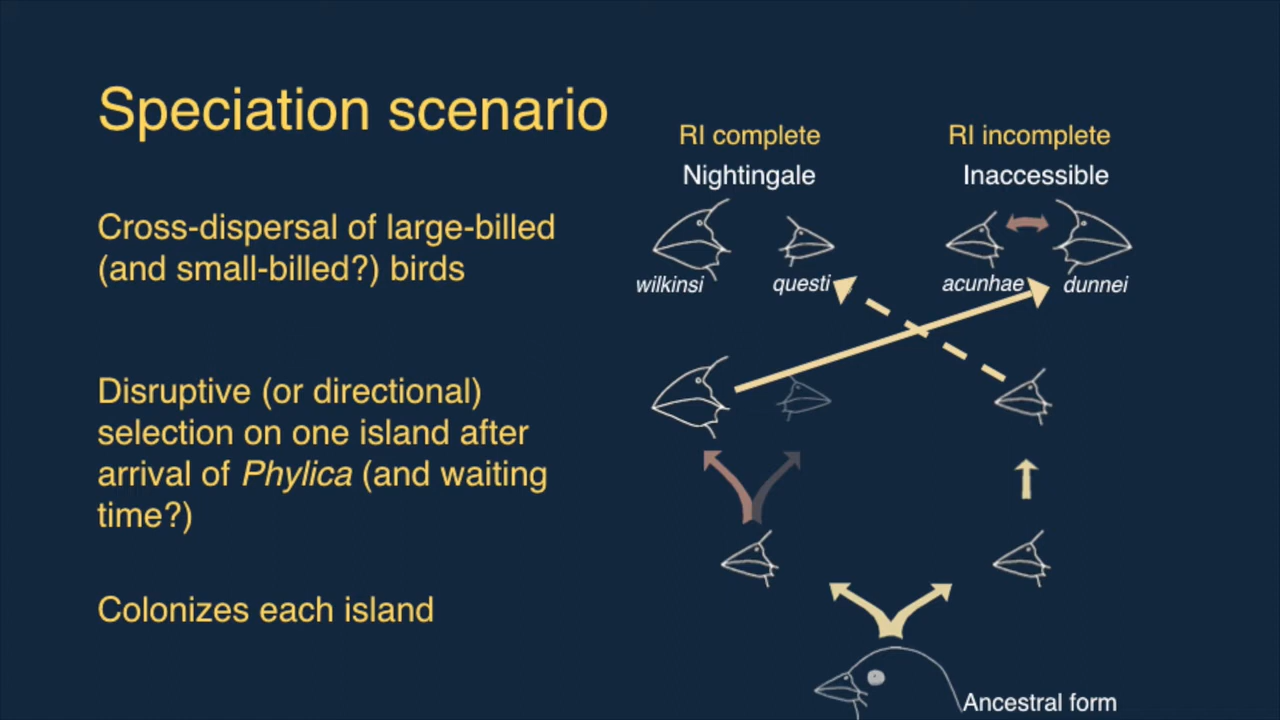 Speciation scenario
RI complete
RI incomplete
Nightingale
Inaccessible
Cross-dispersal of large-billed
(and small-billed?) birds
wilkinsi
questi
acunhae
dunnei
Disruptive (or directional)
selection on one island after
arrival of Phylica (and waiting
time?)
Colonizes each island
Ancestral form